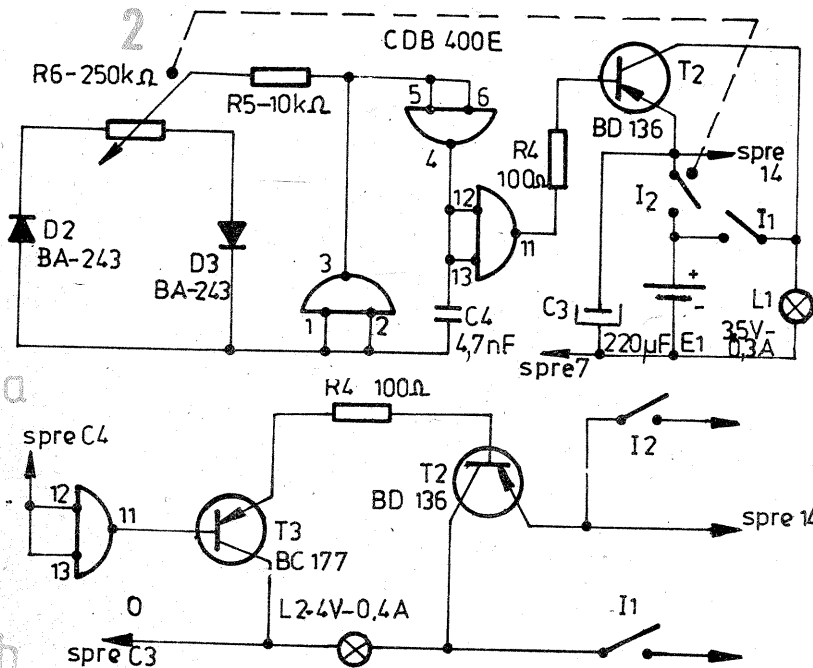 2
CDB 400E
R6-250kΩ
R5-10kΩ
5 6
4
T2
BD 136
R4
100Ω
spre
14
I2
I1
12
11
13
D2
BA-243
D3
BA-243
3
1 2
C4
4,7nF
C3
220µF
E1
+
-
L1
3,5V-
0,3A
spre7
a
R4 100Ω
spre C4
12
11
13
T3
BC 177
T2
BD 136
I2
spre 14
O
L2-4V-0,4A
I1
spre C3
b